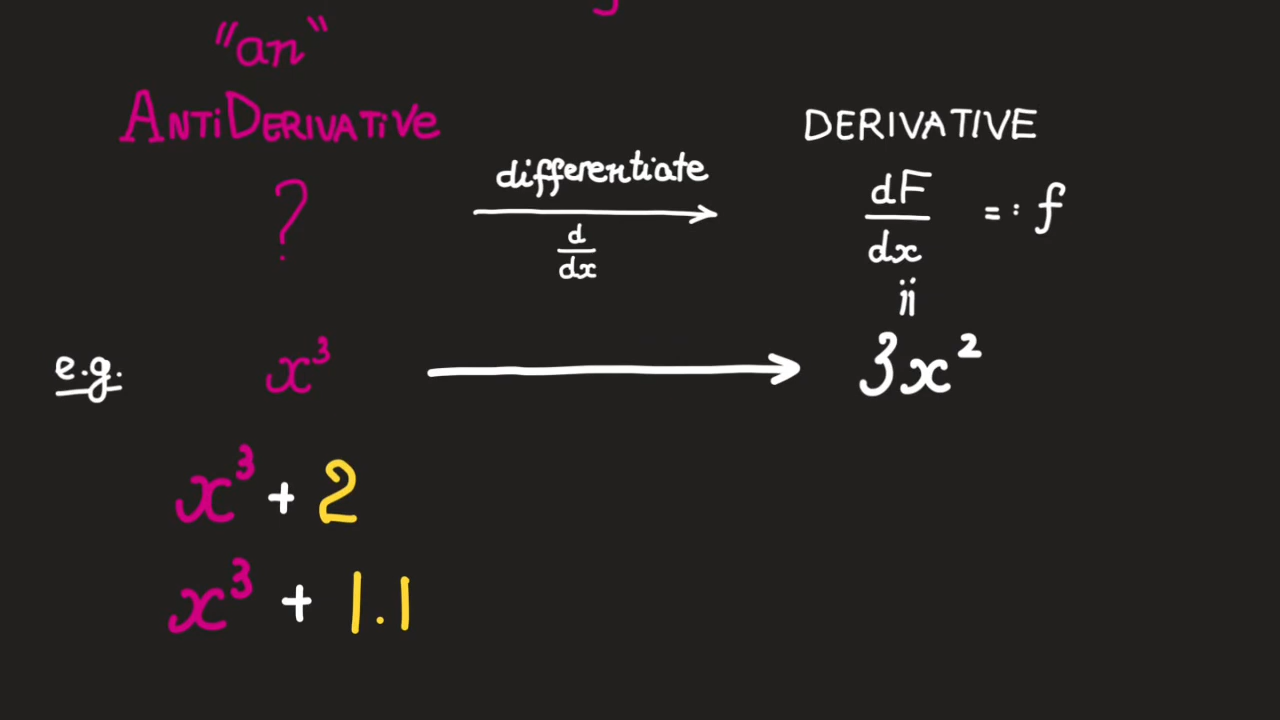 "an"
AntiDerivative
DERIVATIVE
differentiate
d/dx
dF/dx =: f
?
=
e.g.
x³
3x²
x³ + 2
x³ + 1.1